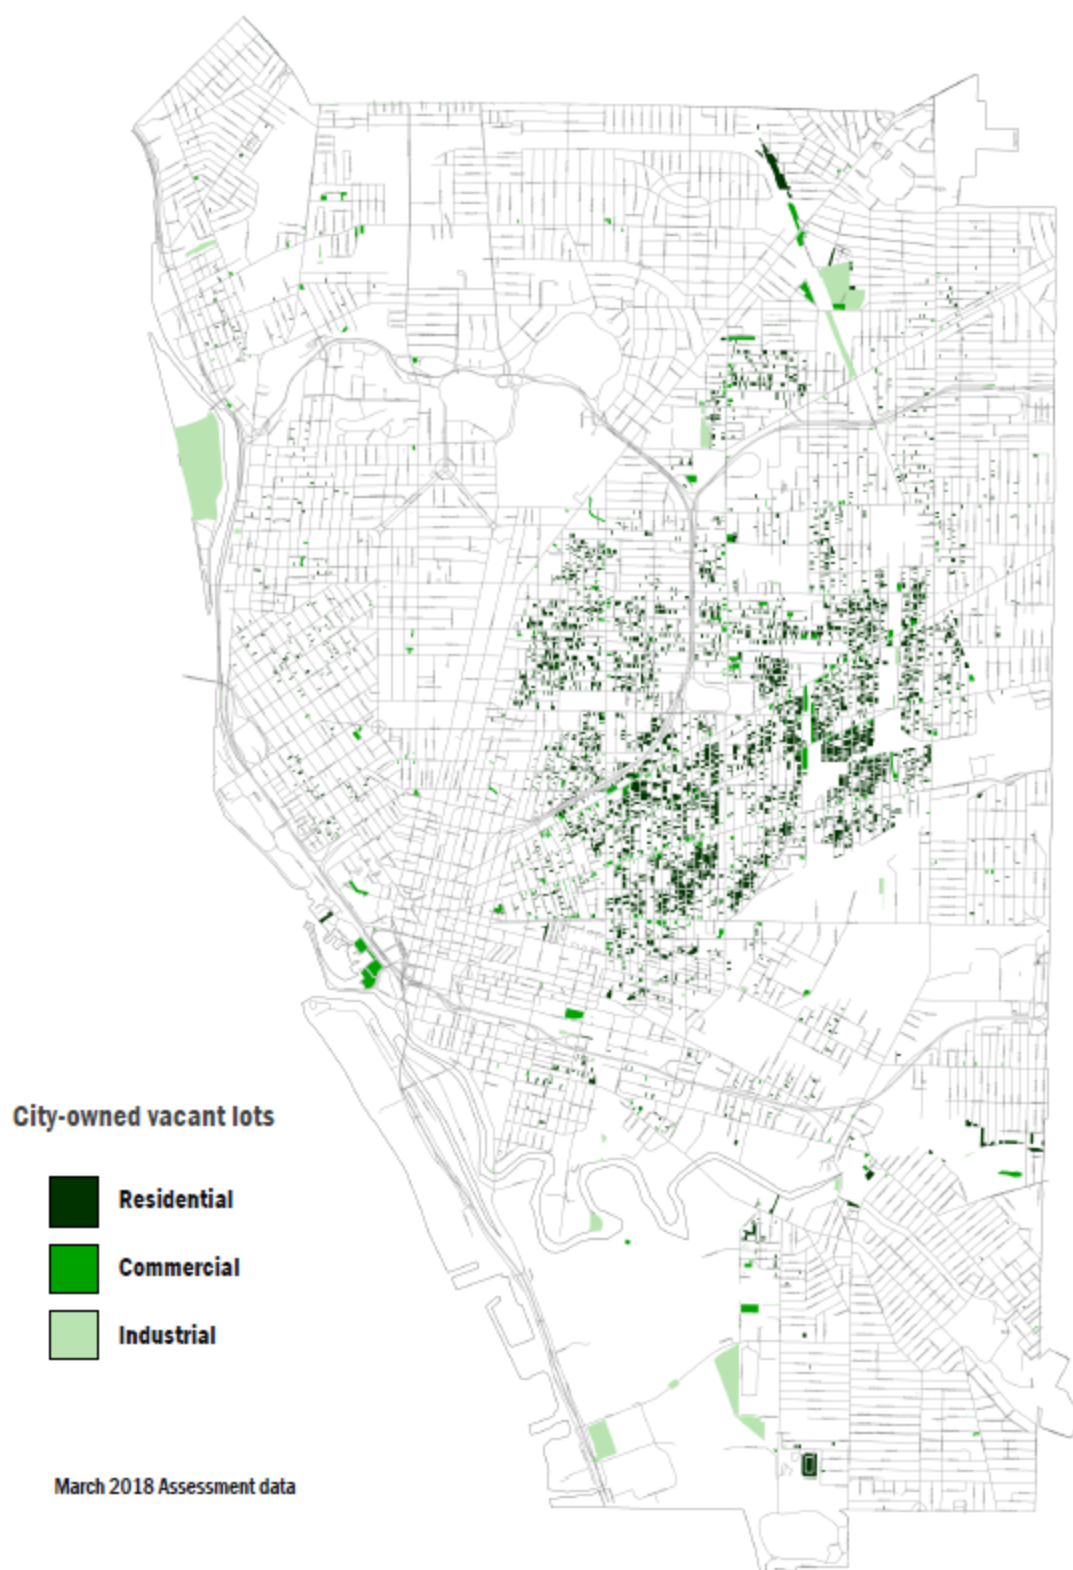 City-owned vacant lots
Residential
Commercial
Industrial
March 2018 Assessment data